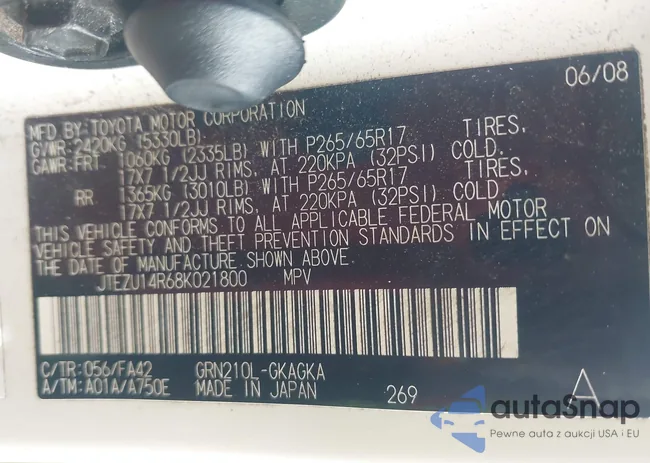 06/08
MFD BY: TOYOTA MOTOR CORPORATION
GVWR: 2420KG (5330LB)
GAWR: FRT 1060KG (2335LB) WITH P265/65R17 TIRES,
17X7 1/2JJ RIMS, AT 220KPA (32PSI) COLD.
RR 1365KG (3010LB) WITH P265/65R17 TIRES,
17X7 1/2JJ RIMS, AT 220KPA (32PSI) COLD.
THIS VEHICLE CONFORMS TO ALL APPLICABLE FEDERAL MOTOR
VEHICLE SAFETY AND THEFT PREVENTION STANDARDS IN EFFECT ON
THE DATE OF MANUFACTURE SHOWN ABOVE.
JTEZU14R68K021800 MPV
C/TR: 056/FA42 GRN210L-GKAGKA
A/TM: A01A/A750E MADE IN JAPAN 269 A
autaSnap
Pewne auta z aukcji USA i EU